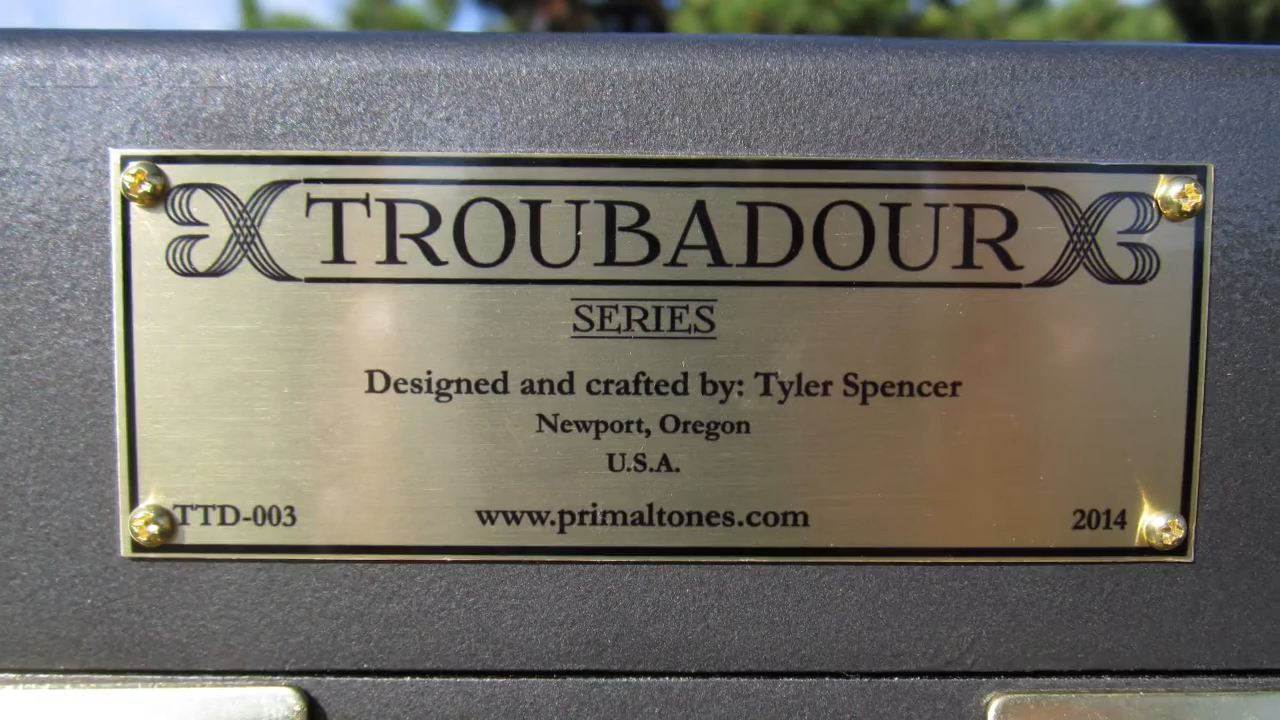 TROUBADOUR
SERIES
Designed and crafted by: Tyler Spencer
Newport, Oregon
U.S.A.
TTD-003 www.primaltones.com 2014